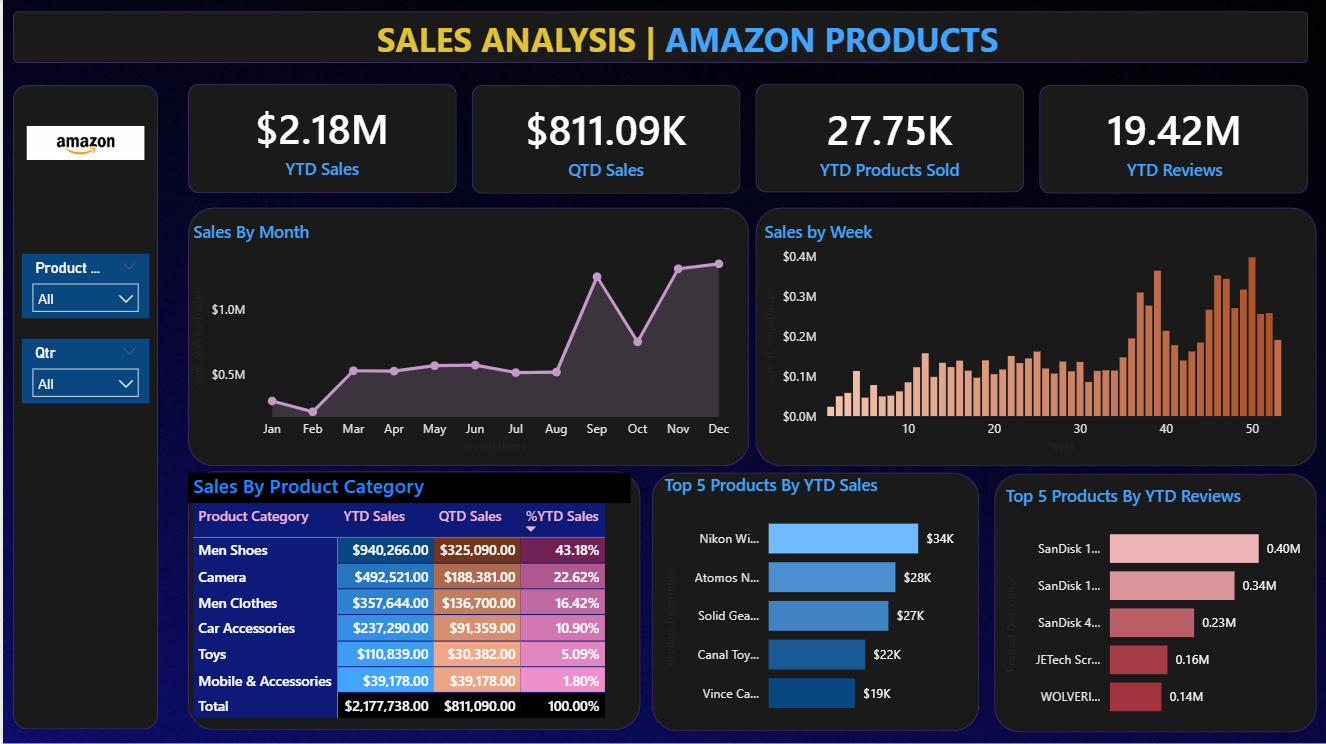 SALES ANALYSIS | AMAZON PRODUCTS
amazon
Product ...
All
Qtr
All
$2.18M
YTD Sales
$811.09K
QTD Sales
27.75K
YTD Products Sold
19.42M
YTD Reviews
Sales By Month
$1.0M
$0.5M
Jan Feb Mar Apr May Jun Jul Aug Sep Oct Nov Dec
Month Name
Sales by Week
$0.4M
$0.3M
$0.2M
$0.1M
$0.0M
10 20 30 40 50
Week
Sales By Product Category
Product Category YTD Sales QTD Sales %YTD Sales
Men Shoes $940,266.00 $325,090.00 43.18%
Camera $492,521.00 $188,381.00 22.62%
Men Clothes $357,644.00 $136,700.00 16.42%
Car Accessories $237,290.00 $91,359.00 10.90%
Toys $110,839.00 $30,382.00 5.09%
Mobile & Accessories $39,178.00 $39,178.00 1.80%
Total $2,177,738.00 $811,090.00 100.00%
Top 5 Products By YTD Sales
Product Description
Nikon Wi... $34K
Atomos N... $28K
Solid Gea... $27K
Canal Toy... $22K
Vince Ca... $19K
Top 5 Products By YTD Reviews
Product Description
SanDisk 1... 0.40M
SanDisk 1... 0.34M
SanDisk 4... 0.23M
JETech Scr... 0.16M
WOLVERI... 0.14M